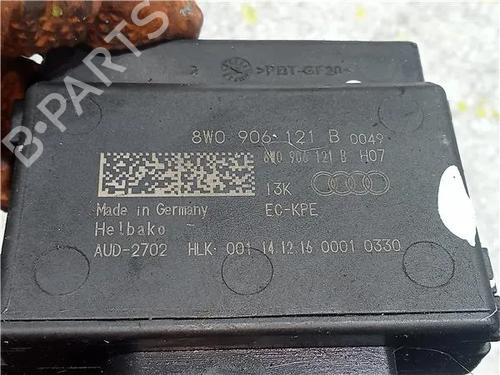 B-PARTS
>PBT-GF20<
8W0 906 121 B 0049
8W0 906 121 B H07
13K
Made in Germany EC-KPE
Helbako
AUD-2702 HLK 001 14.12.16 0001 0330